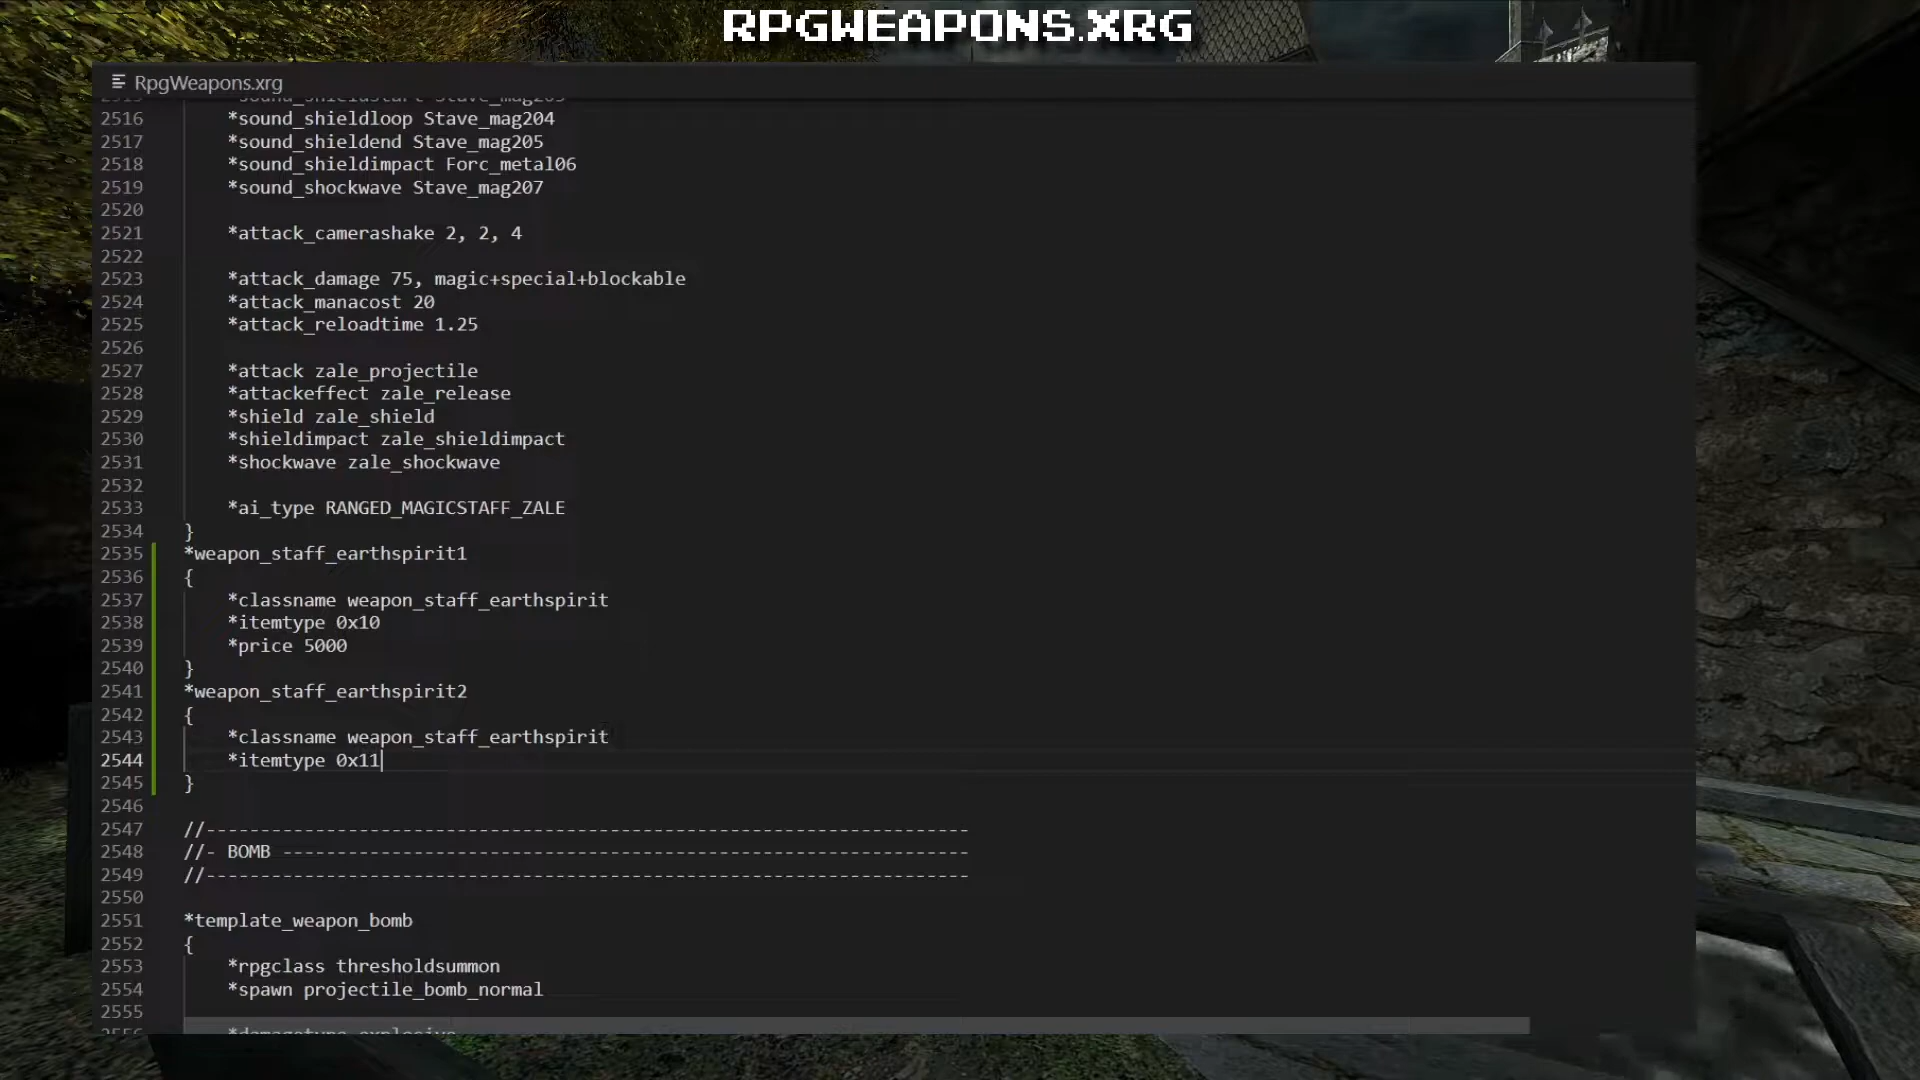 RPGWEAPONS.XRG
RpgWeapons.xrg
2516 *sound_shieldloop Stave_mag204
2517 *sound_shieldend Stave_mag205
2518 *sound_shieldimpact Forc_metal06
2519 *sound_shockwave Stave_mag207
2520
2521 *attack_camerashake 2, 2, 4
2522
2523 *attack_damage 75, magic+special+blockable
2524 *attack_manacost 20
2525 *attack_reloadtime 1.25
2526
2527 *attack zale_projectile
2528 *attackeffect zale_release
2529 *shield zale_shield
2530 *shieldimpact zale_shieldimpact
2531 *shockwave zale_shockwave
2532
2533 *ai_type RANGED_MAGICSTAFF_ZALE
2534 }
2535 *weapon_staff_earthspirit1
2536 {
2537 *classname weapon_staff_earthspirit
2538 *itemtype 0x10
2539 *price 5000
2540 }
2541 *weapon_staff_earthspirit2
2542 {
2543 *classname weapon_staff_earthspirit
2544 *itemtype 0x11
2545 }
2546
2547 //----------------------------------------------------------------------
2548 //- BOMB ---------------------------------------------------------------
2549 //----------------------------------------------------------------------
2550
2551 *template_weapon_bomb
2552 {
2553 *rpgclass thresholdsummon
2554 *spawn projectile_bomb_normal
2555